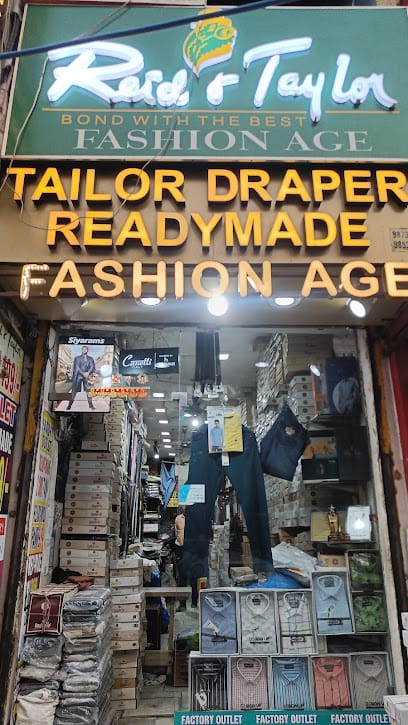 Reid & Taylor
BOND WITH THE BEST
FASHION AGE
TAILOR DRAPER
READYMADE
FASHION AGE
Siyaram's
FACTORY OUTLET
FACTORY OUTLET
FACTORY OUTLET